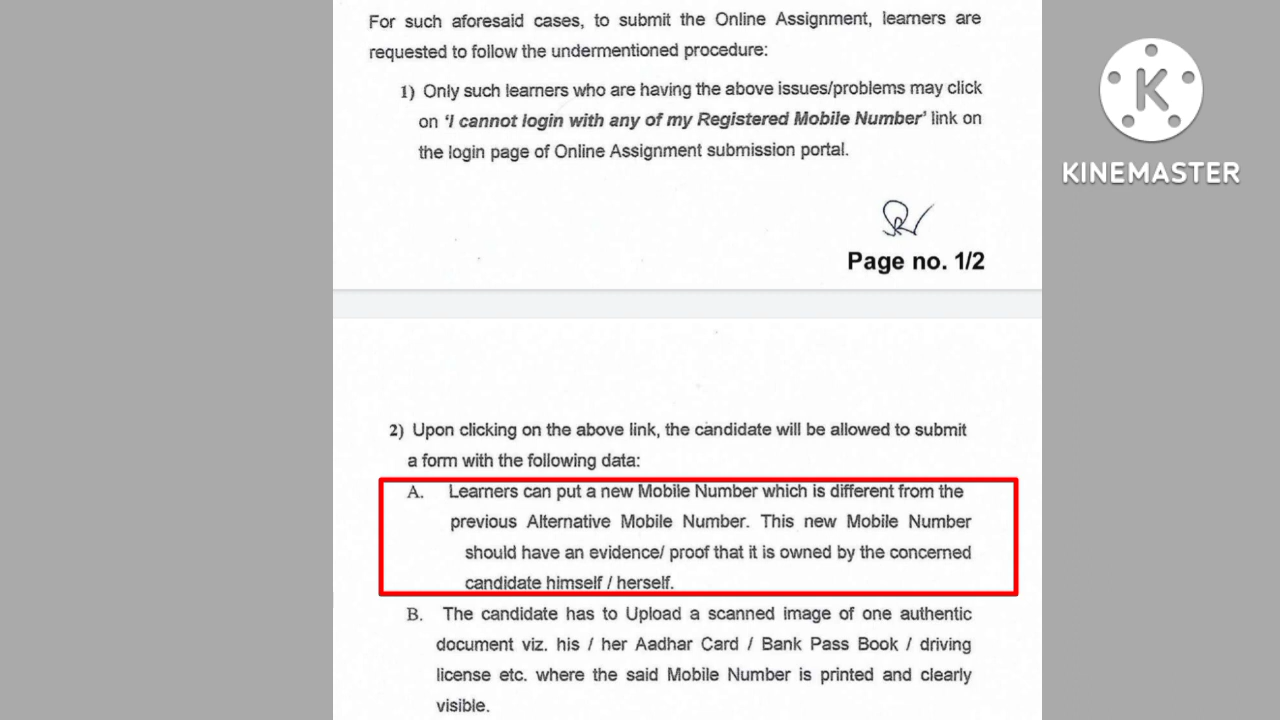 For such aforesaid cases, to submit the Online Assignment, learners are
requested to follow the undermentioned procedure:
1) Only such learners who are having the above issues/problems may click
on 'I cannot login with any of my Registered Mobile Number' link on
the login page of Online Assignment submission portal.
Page no. 1/2
2) Upon clicking on the above link, the candidate will be allowed to submit
a form with the following data:
A. Learners can put a new Mobile Number which is different from the
previous Alternative Mobile Number. This new Mobile Number
should have an evidence/ proof that it is owned by the concerned
candidate himself / herself.
B. The candidate has to Upload a scanned image of one authentic
document viz. his / her Aadhar Card / Bank Pass Book / driving
license etc. where the said Mobile Number is printed and clearly
visible.
K
KINEMASTER